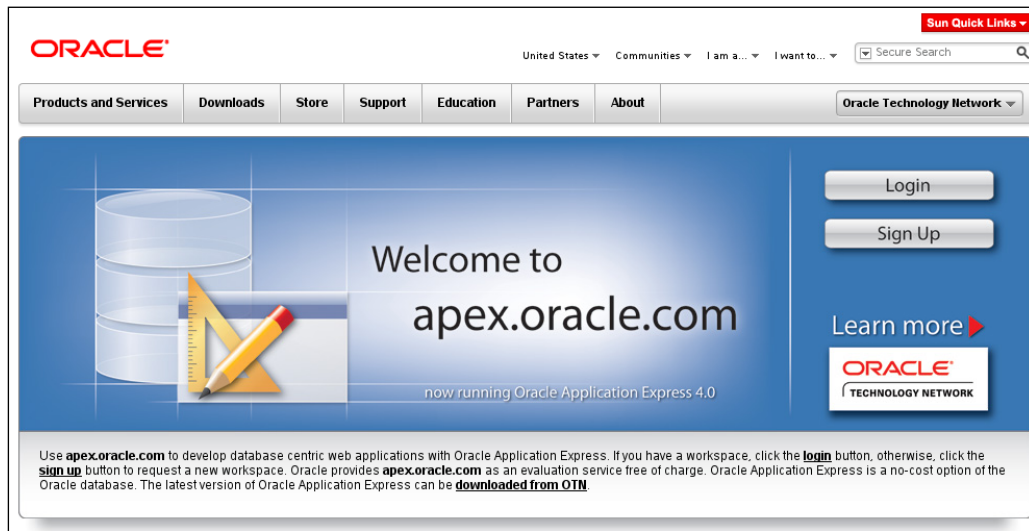 Sun Quick Links
ORACLE
United States Communities I am a... I want to... Secure Search
Products and Services Downloads Store Support Education Partners About Oracle Technology Network
Login
Sign Up
Welcome to
apex.oracle.com
now running Oracle Application Express 4.0
Learn more
ORACLE
TECHNOLOGY NETWORK
Use apex.oracle.com to develop database centric web applications with Oracle Application Express. If you have a workspace, click the login button, otherwise, click the
sign up button to request a new workspace. Oracle provides apex.oracle.com as an evaluation service free of charge. Oracle Application Express is a no-cost option of the
Oracle database. The latest version of Oracle Application Express can be downloaded from OTN.